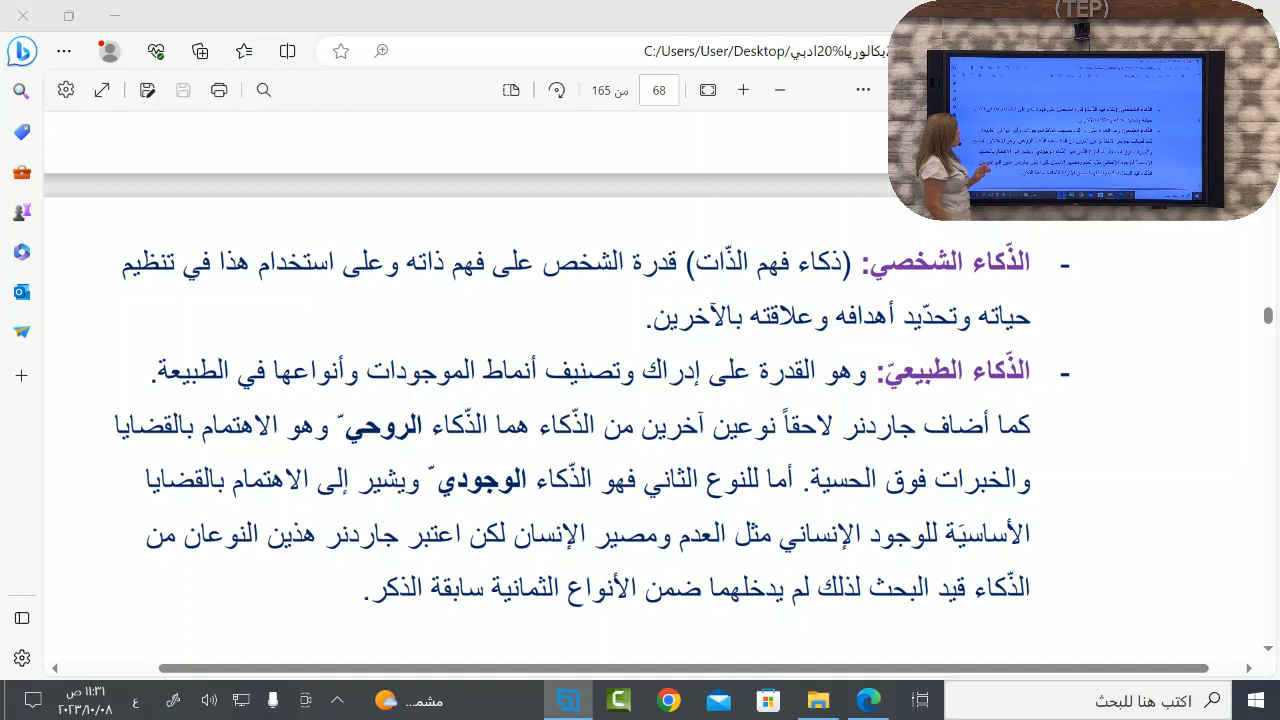 C:/Users/User/Desktop/بكالوريا%20ادبي
68
من 165
(TEP)
- الذّكاء الشخصي: (ذكاء فهم الذّات) قدرة الشخص على فهم ذاته وعلى استخدام هذا في تنظيم
حياته وتحدّيد أهدافه وعلاقته بالآخرين.
- الذّكاء الطبيعيّ: وهو القدرة على إدراك وتصنيف أنماط الموجودات وأنواعها في الطبيعة.
كما أضاف جاردنر لاحقاً نوعين آخرين من الذّكاء هما الذّكاء الروحي ّ وهو الاهتمام بالقضايا
والخبرات فوق الحسية. أما للنوع الثاني فهو الذّكاء الوجودي ّ ويشير إلى الاهتمام بالقضايا
الأساسيَة للوجود الإنساني مثل العدم ومصير الإنسان لكن اعتبر جاردنر هذين النوعان من
الذّكاء قيد البحث لذلك لم يدخلهما ضمن الأنواع الثمانية سابقة الذكر.
اكتب هنا للبحث
مشمـ...
ع
١١:٣١ ص
٢٠٢٣/١٠/٠٨